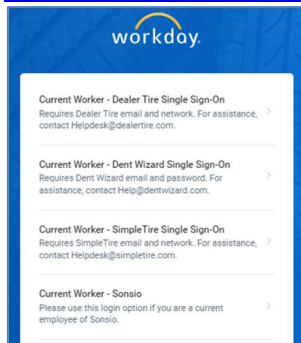 workday.
Current Worker - Dealer Tire Single Sign-On
Requires Dealer Tire email and network. For assistance,
contact Helpdesk@dealertire.com.
Current Worker - Dent Wizard Single Sign-On
Requires Dent Wizard email and password. For
assistance, contact Help@dentwizard.com.
Current Worker - SimpleTire Single Sign-On
Requires SimpleTire email and network. For assistance,
contact Helpdesk@simpletire.com.
Current Worker - Sonsio
Please use this login option if you are a current
employee of Sonsio.